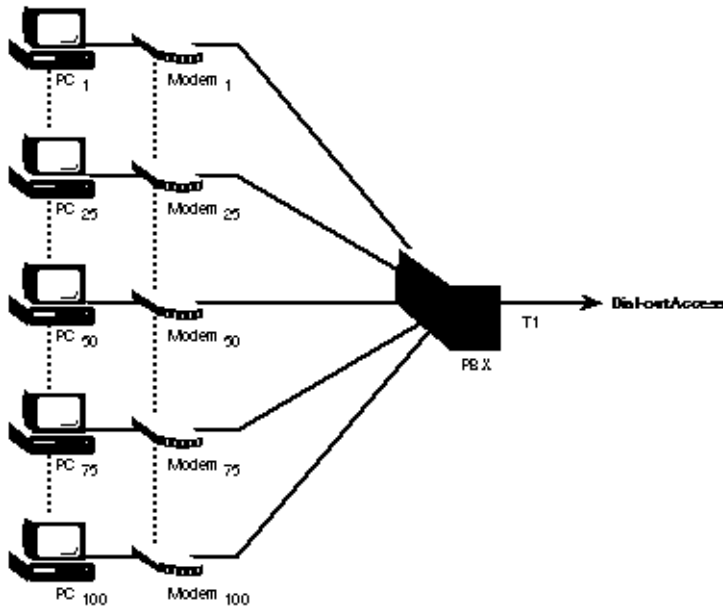 PC 1 Modem 1
PC 25 Modem 25
PC 50 Modem 50
Dial-out Access
T1
PBX
PC 75 Modem 75
PC 100 Modem 100